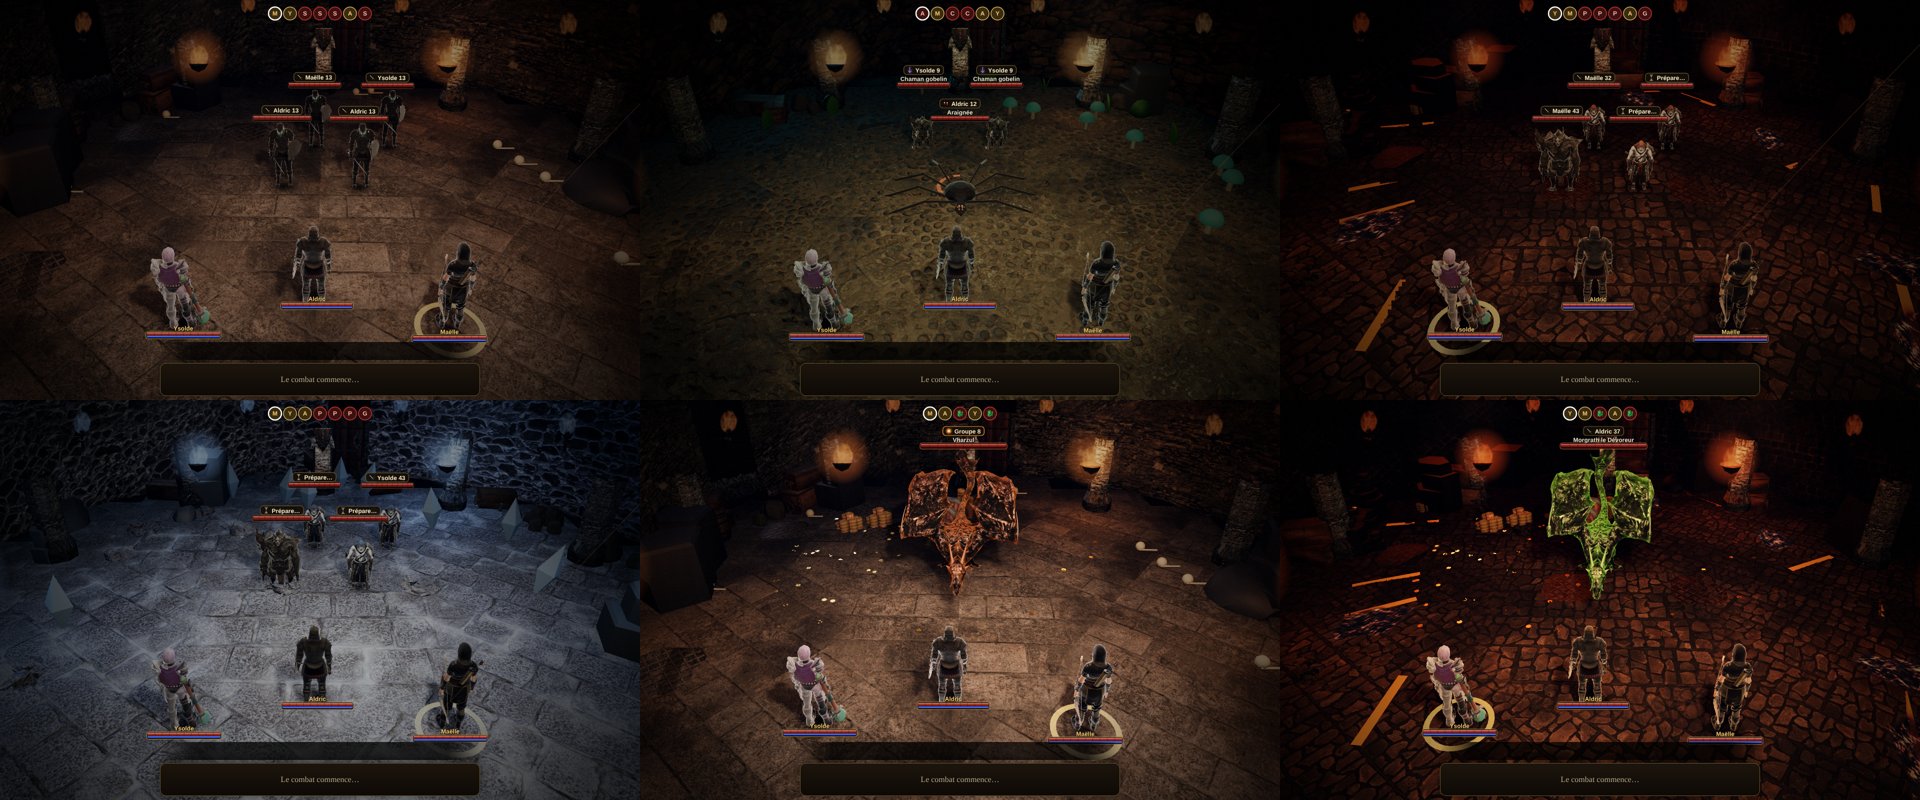 M Y S S S A S
Maëlle 13
Ysolde 13
Aldric 13
Aldric 13
Aldric
Ysolde
Maëlle
Le combat commence…
A M C C A Y
Ysolde 9
Ysolde 9
Chaman gobelin
Chaman gobelin
Aldric 12
Araignée
Aldric
Ysolde
Maëlle
Le combat commence…
Y M P P P A G
Maëlle 32
Prépare…
Maëlle 43
Prépare…
Aldric
Ysolde
Maëlle
Le combat commence…
M Y A P P P G
Prépare…
Ysolde 43
Prépare…
Prépare…
Aldric
Ysolde
Maëlle
Le combat commence…
M A Y
Groupe 8
Vharzul
Aldric
Ysolde
Maëlle
Le combat commence…
Y M A
Aldric 37
Morgrath le Dévoreur
Aldric
Ysolde
Maëlle
Le combat commence…